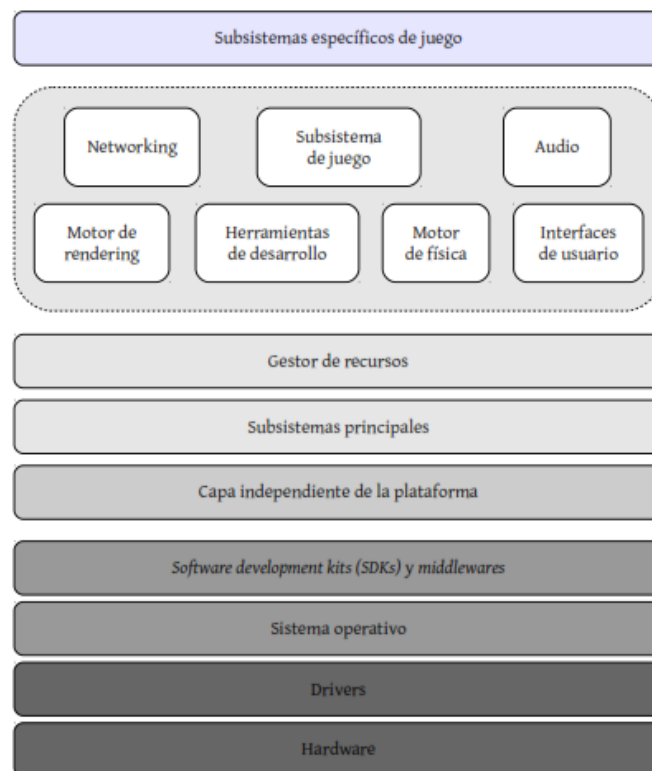 Subsistemas específicos de juego
Networking
Subsistema
de juego
Audio
Motor de
rendering
Herramientas
de desarrollo
Motor
de física
Interfaces
de usuario
Gestor de recursos
Subsistemas principales
Capa independiente de la plataforma
Software development kits (SDKs) y middlewares
Sistema operativo
Drivers
Hardware